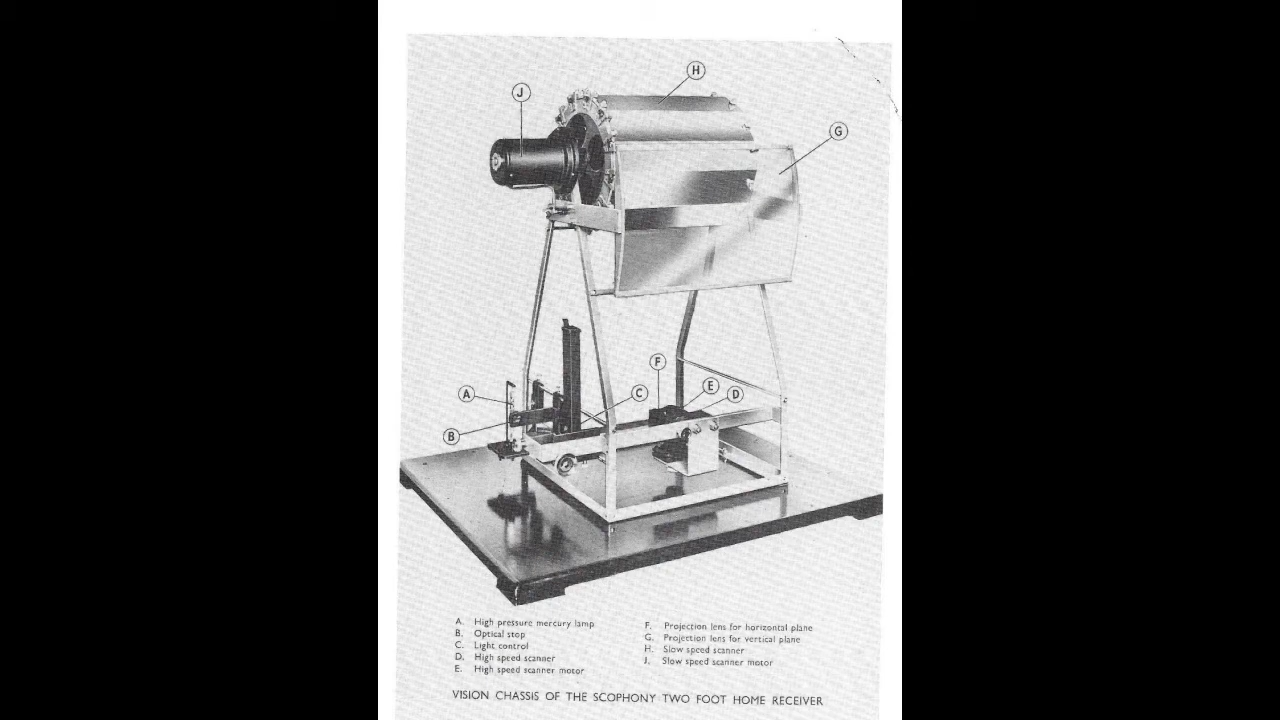 H
J
G
F
E
D
A
C
B
A. High pressure mercury lamp
B. Optical stop
C. Light control
D. High speed scanner
E. High speed scanner motor
F. Projection lens for horizontal plane
G. Projection lens for vertical plane
H. Slow speed scanner
J. Slow speed scanner motor
VISION CHASSIS OF THE SCOPHONY TWO FOOT HOME RECEIVER